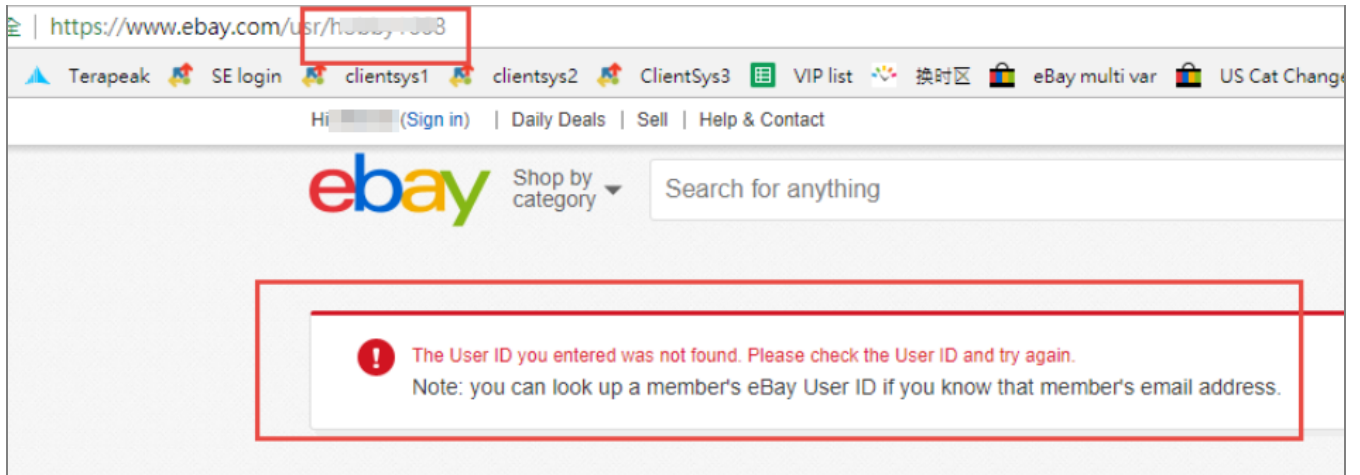 https://www.ebay.com/usr/
Terapeak SE login clientsys1 clientsys2 ClientSys3 VIP list 换时区 eBay multi var US Cat Change
Hi (Sign in) | Daily Deals | Sell | Help & Contact
ebay Shop by category Search for anything
The User ID you entered was not found. Please check the User ID and try again.
Note: you can look up a member's eBay User ID if you know that member's email address.